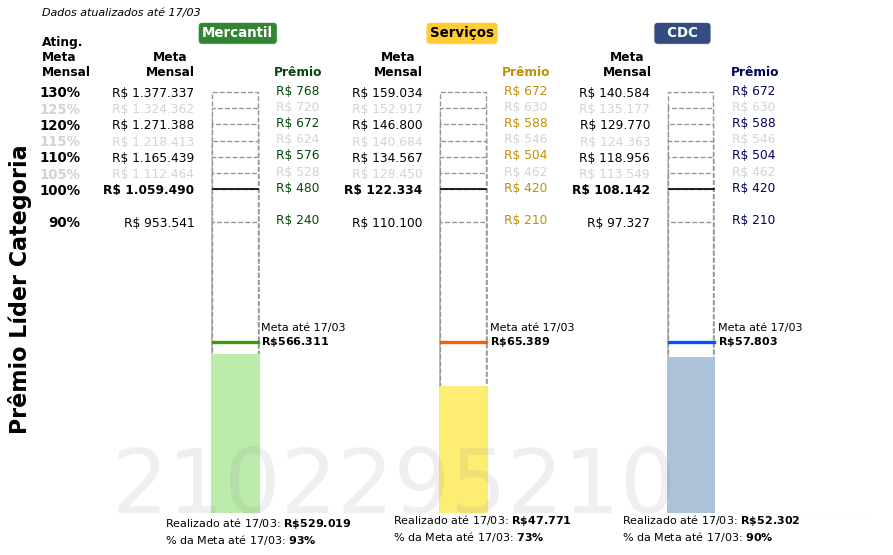 Dados atualizados até 17/03
Mercantil Serviços CDC
Ating. Meta Mensal Meta Mensal Prêmio Meta Mensal Prêmio Meta Mensal Prêmio
130% R$ 1.377.337 R$ 768 R$ 159.034 R$ 672 R$ 140.584 R$ 672
125% R$ 1.324.362 R$ 720 R$ 152.917 R$ 630 R$ 135.177 R$ 630
120% R$ 1.271.388 R$ 672 R$ 146.800 R$ 588 R$ 129.770 R$ 588
115% R$ 1.218.413 R$ 624 R$ 140.684 R$ 546 R$ 124.363 R$ 546
110% R$ 1.165.439 R$ 576 R$ 134.567 R$ 504 R$ 118.956 R$ 504
105% R$ 1.112.464 R$ 528 R$ 128.450 R$ 462 R$ 113.549 R$ 462
100% R$ 1.059.490 R$ 480 R$ 122.334 R$ 420 R$ 108.142 R$ 420
90% R$ 953.541 R$ 240 R$ 110.100 R$ 210 R$ 97.327 R$ 210
Prêmio Líder Categoria
Meta até 17/03 Meta até 17/03 Meta até 17/03
R$566.311 R$65.389 R$57.803
2102295210
Realizado até 17/03: R$529.019 Realizado até 17/03: R$47.771 Realizado até 17/03: R$52.302
% da Meta até 17/03: 93% % da Meta até 17/03: 73% % da Meta até 17/03: 90%